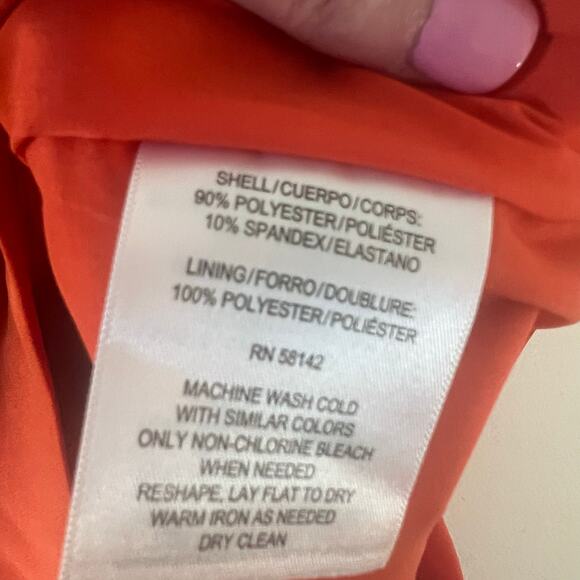 SHELL/CUERPO/CORPS:
90% POLYESTER/POLIÉSTER
10% SPANDEX/ELASTANO
LINING/FORRO/DOUBLURE:
100% POLYESTER/POLIÉSTER
RN 58142
MACHINE WASH COLD
WITH SIMILAR COLORS
ONLY NON-CHLORINE BLEACH
WHEN NEEDED
RESHAPE, LAY FLAT TO DRY
WARM IRON AS NEEDED
DRY CLEAN